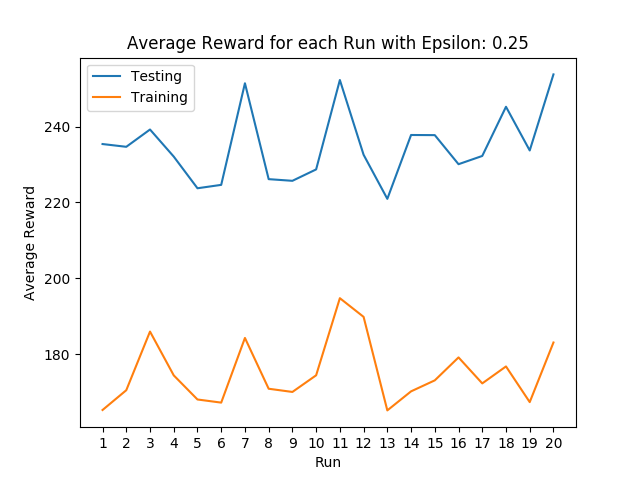 Average Reward for each Run with Epsilon: 0.25
Testing
Training
Average Reward
240
220
200
180
1 2 3 4 5 6 7 8 9 10 11 12 13 14 15 16 17 18 19 20
Run